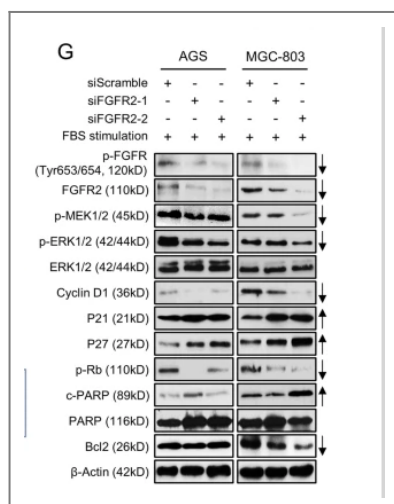 G
AGS MGC-803
siScramble + - - + - -
siFGFR2-1 - + - - + -
siFGFR2-2 - - + - - +
FBS stimulation + + + + + +
p-FGFR
(Tyr653/654, 120kD)
FGFR2 (110kD)
p-MEK1/2 (45kD)
p-ERK1/2 (42/44kD)
ERK1/2 (42/44kD)
Cyclin D1 (36kD)
P21 (21kD)
P27 (27kD)
p-Rb (110kD)
c-PARP (89kD)
PARP (116kD)
Bcl2 (26kD)
β-Actin (42kD)